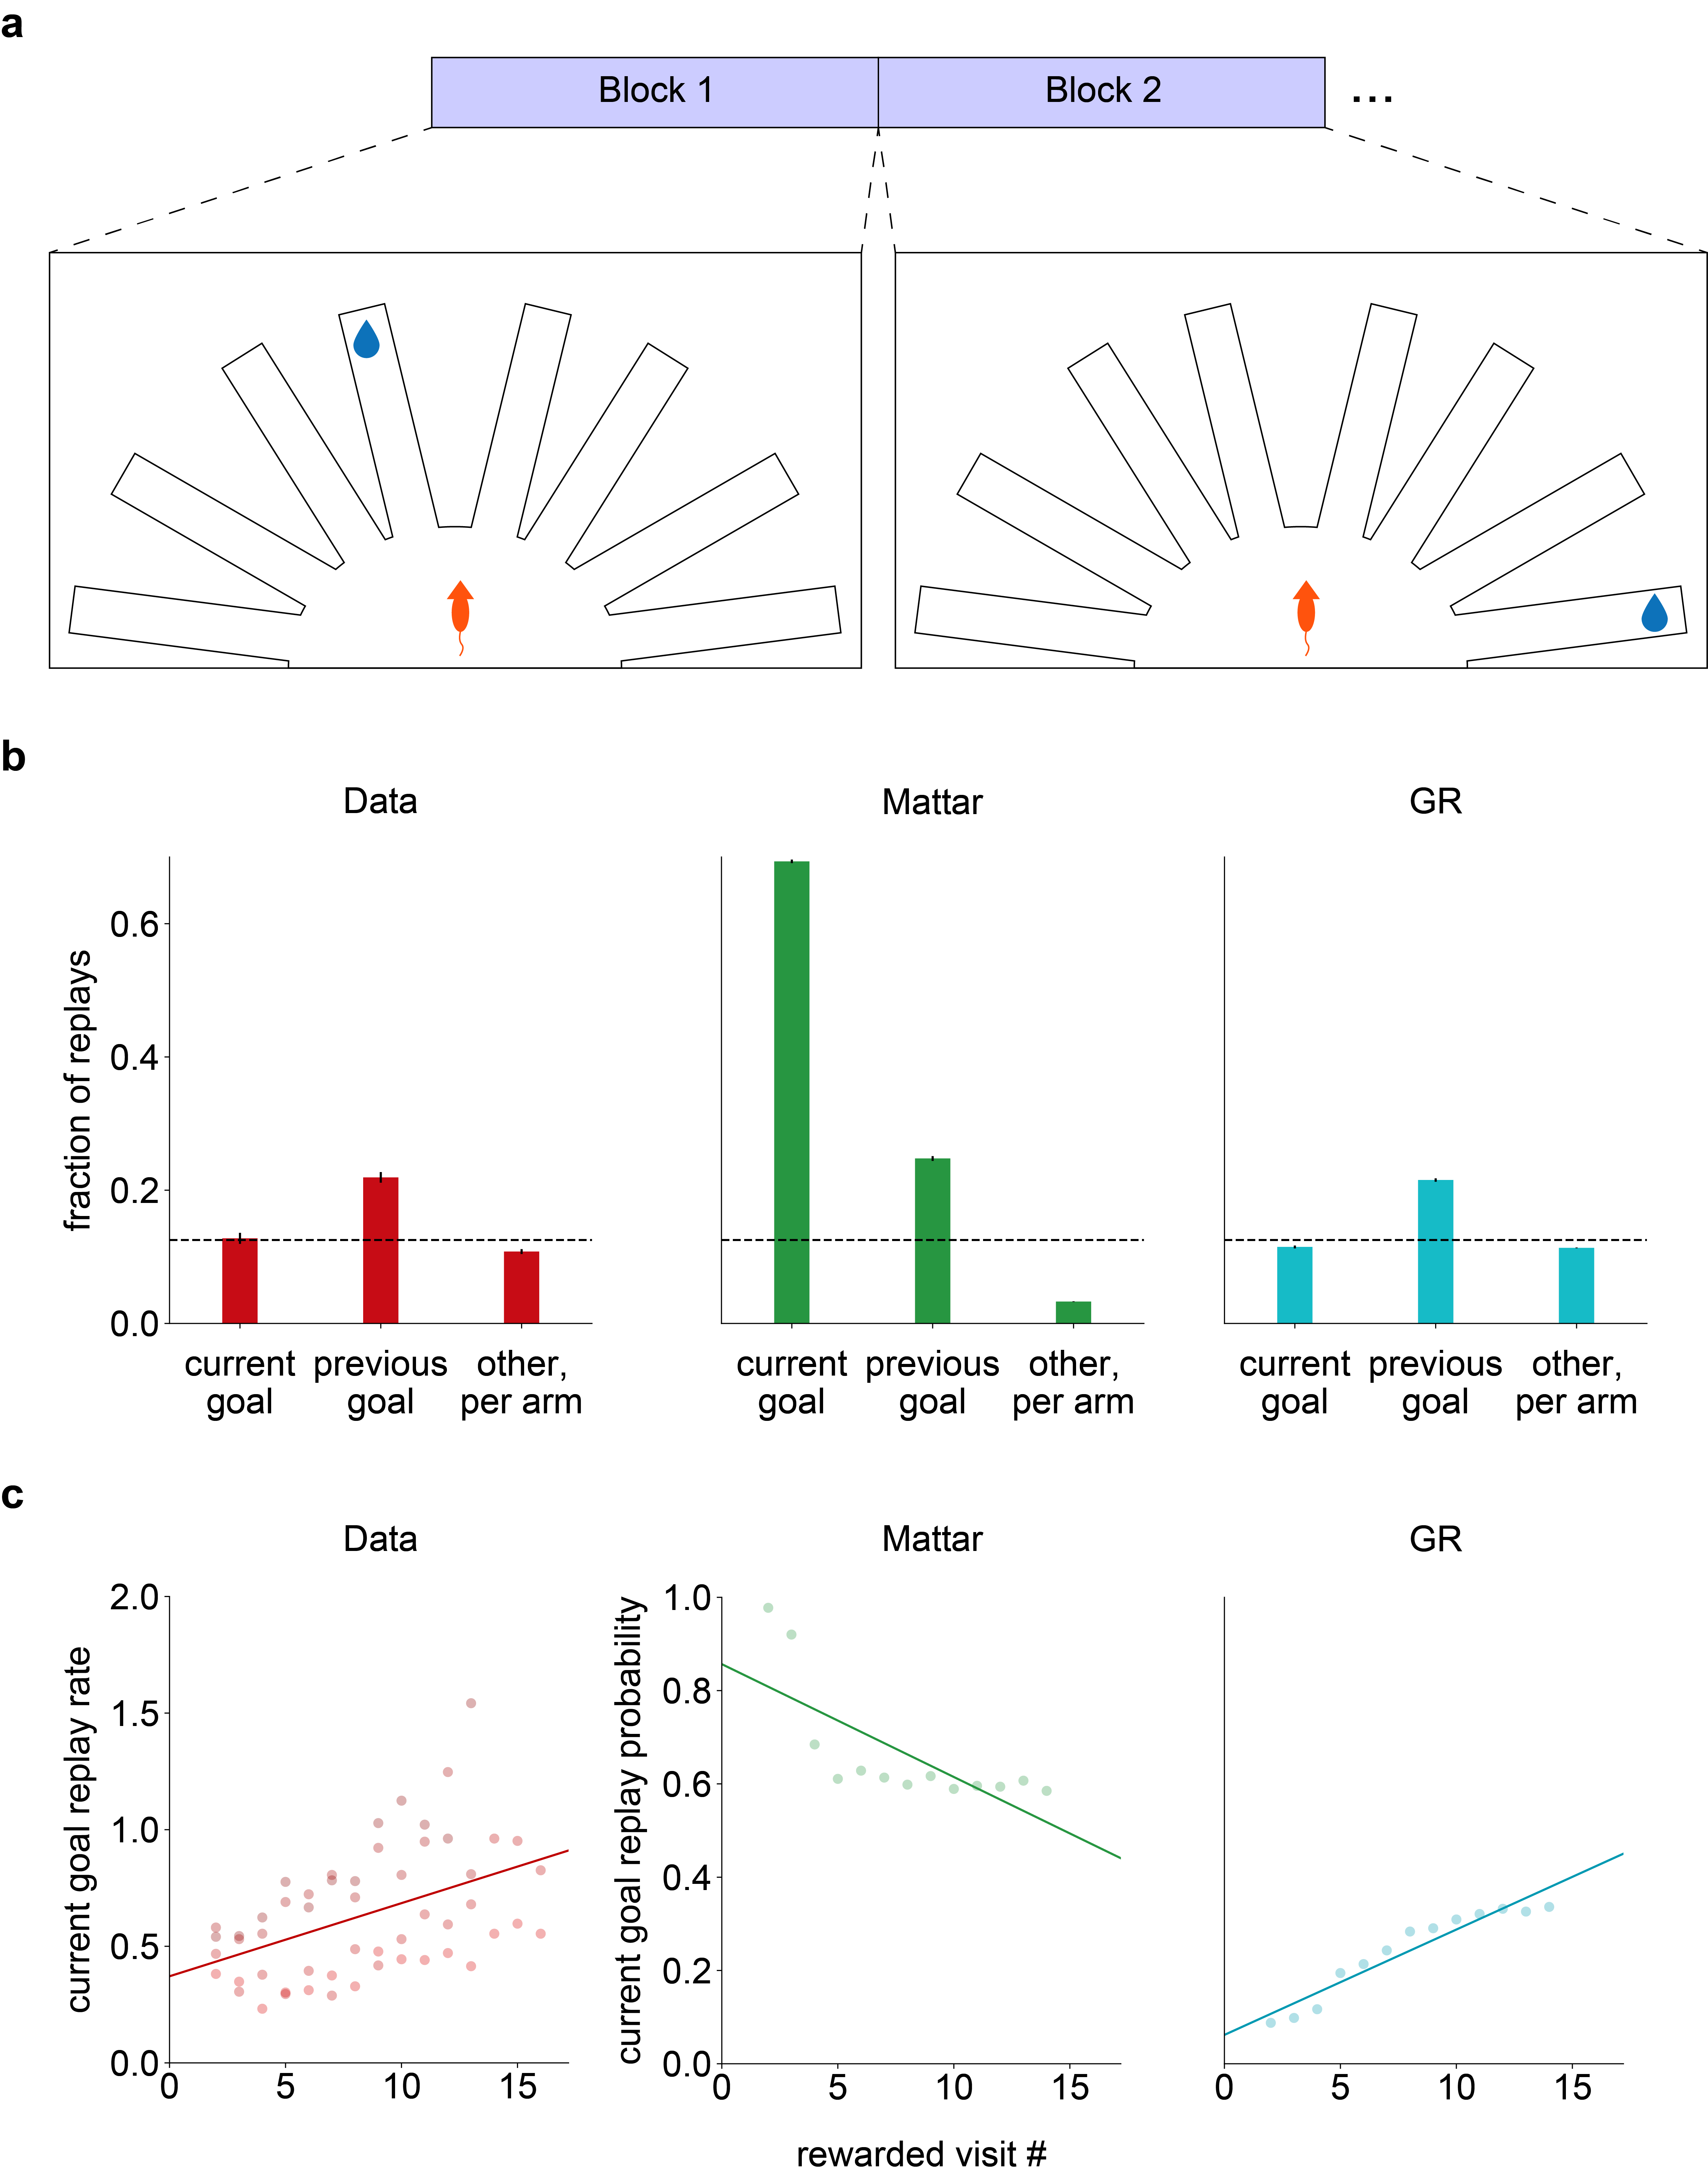 a
Block 1
Block 2
...
b
Data
Mattar
GR
fraction of replays
0.6
0.4
0.2
0.0
current goal
previous goal
other, per arm
current goal
previous goal
other, per arm
current goal
previous goal
other, per arm
c
Data
Mattar
GR
current goal replay rate
2.0
1.5
1.0
0.5
0.0
0 5 10 15
current goal replay probability
1.0
0.8
0.6
0.4
0.2
0.0
0 5 10 15
0 5 10 15
rewarded visit #